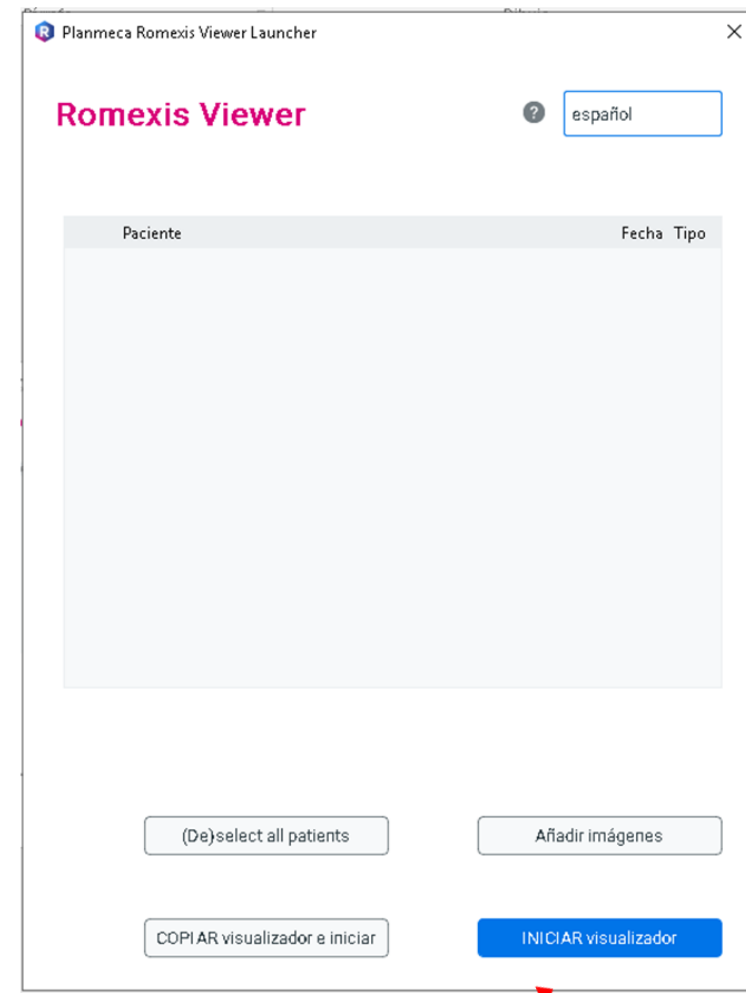 Planmeca Romexis Viewer Launcher
Romexis Viewer
? español
Paciente Fecha Tipo
(De)select all patients Añadir imágenes
COPIAR visualizador e iniciar INICIAR visualizador